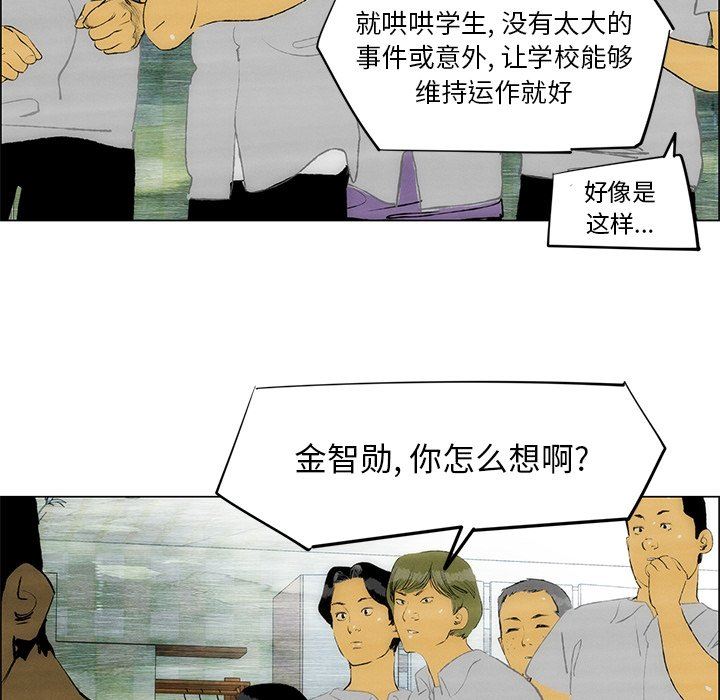 就哄哄学生, 没有太大的
事件或意外, 让学校能够
维持运作就好
好像是
这样...
金智勋, 你怎么想啊?